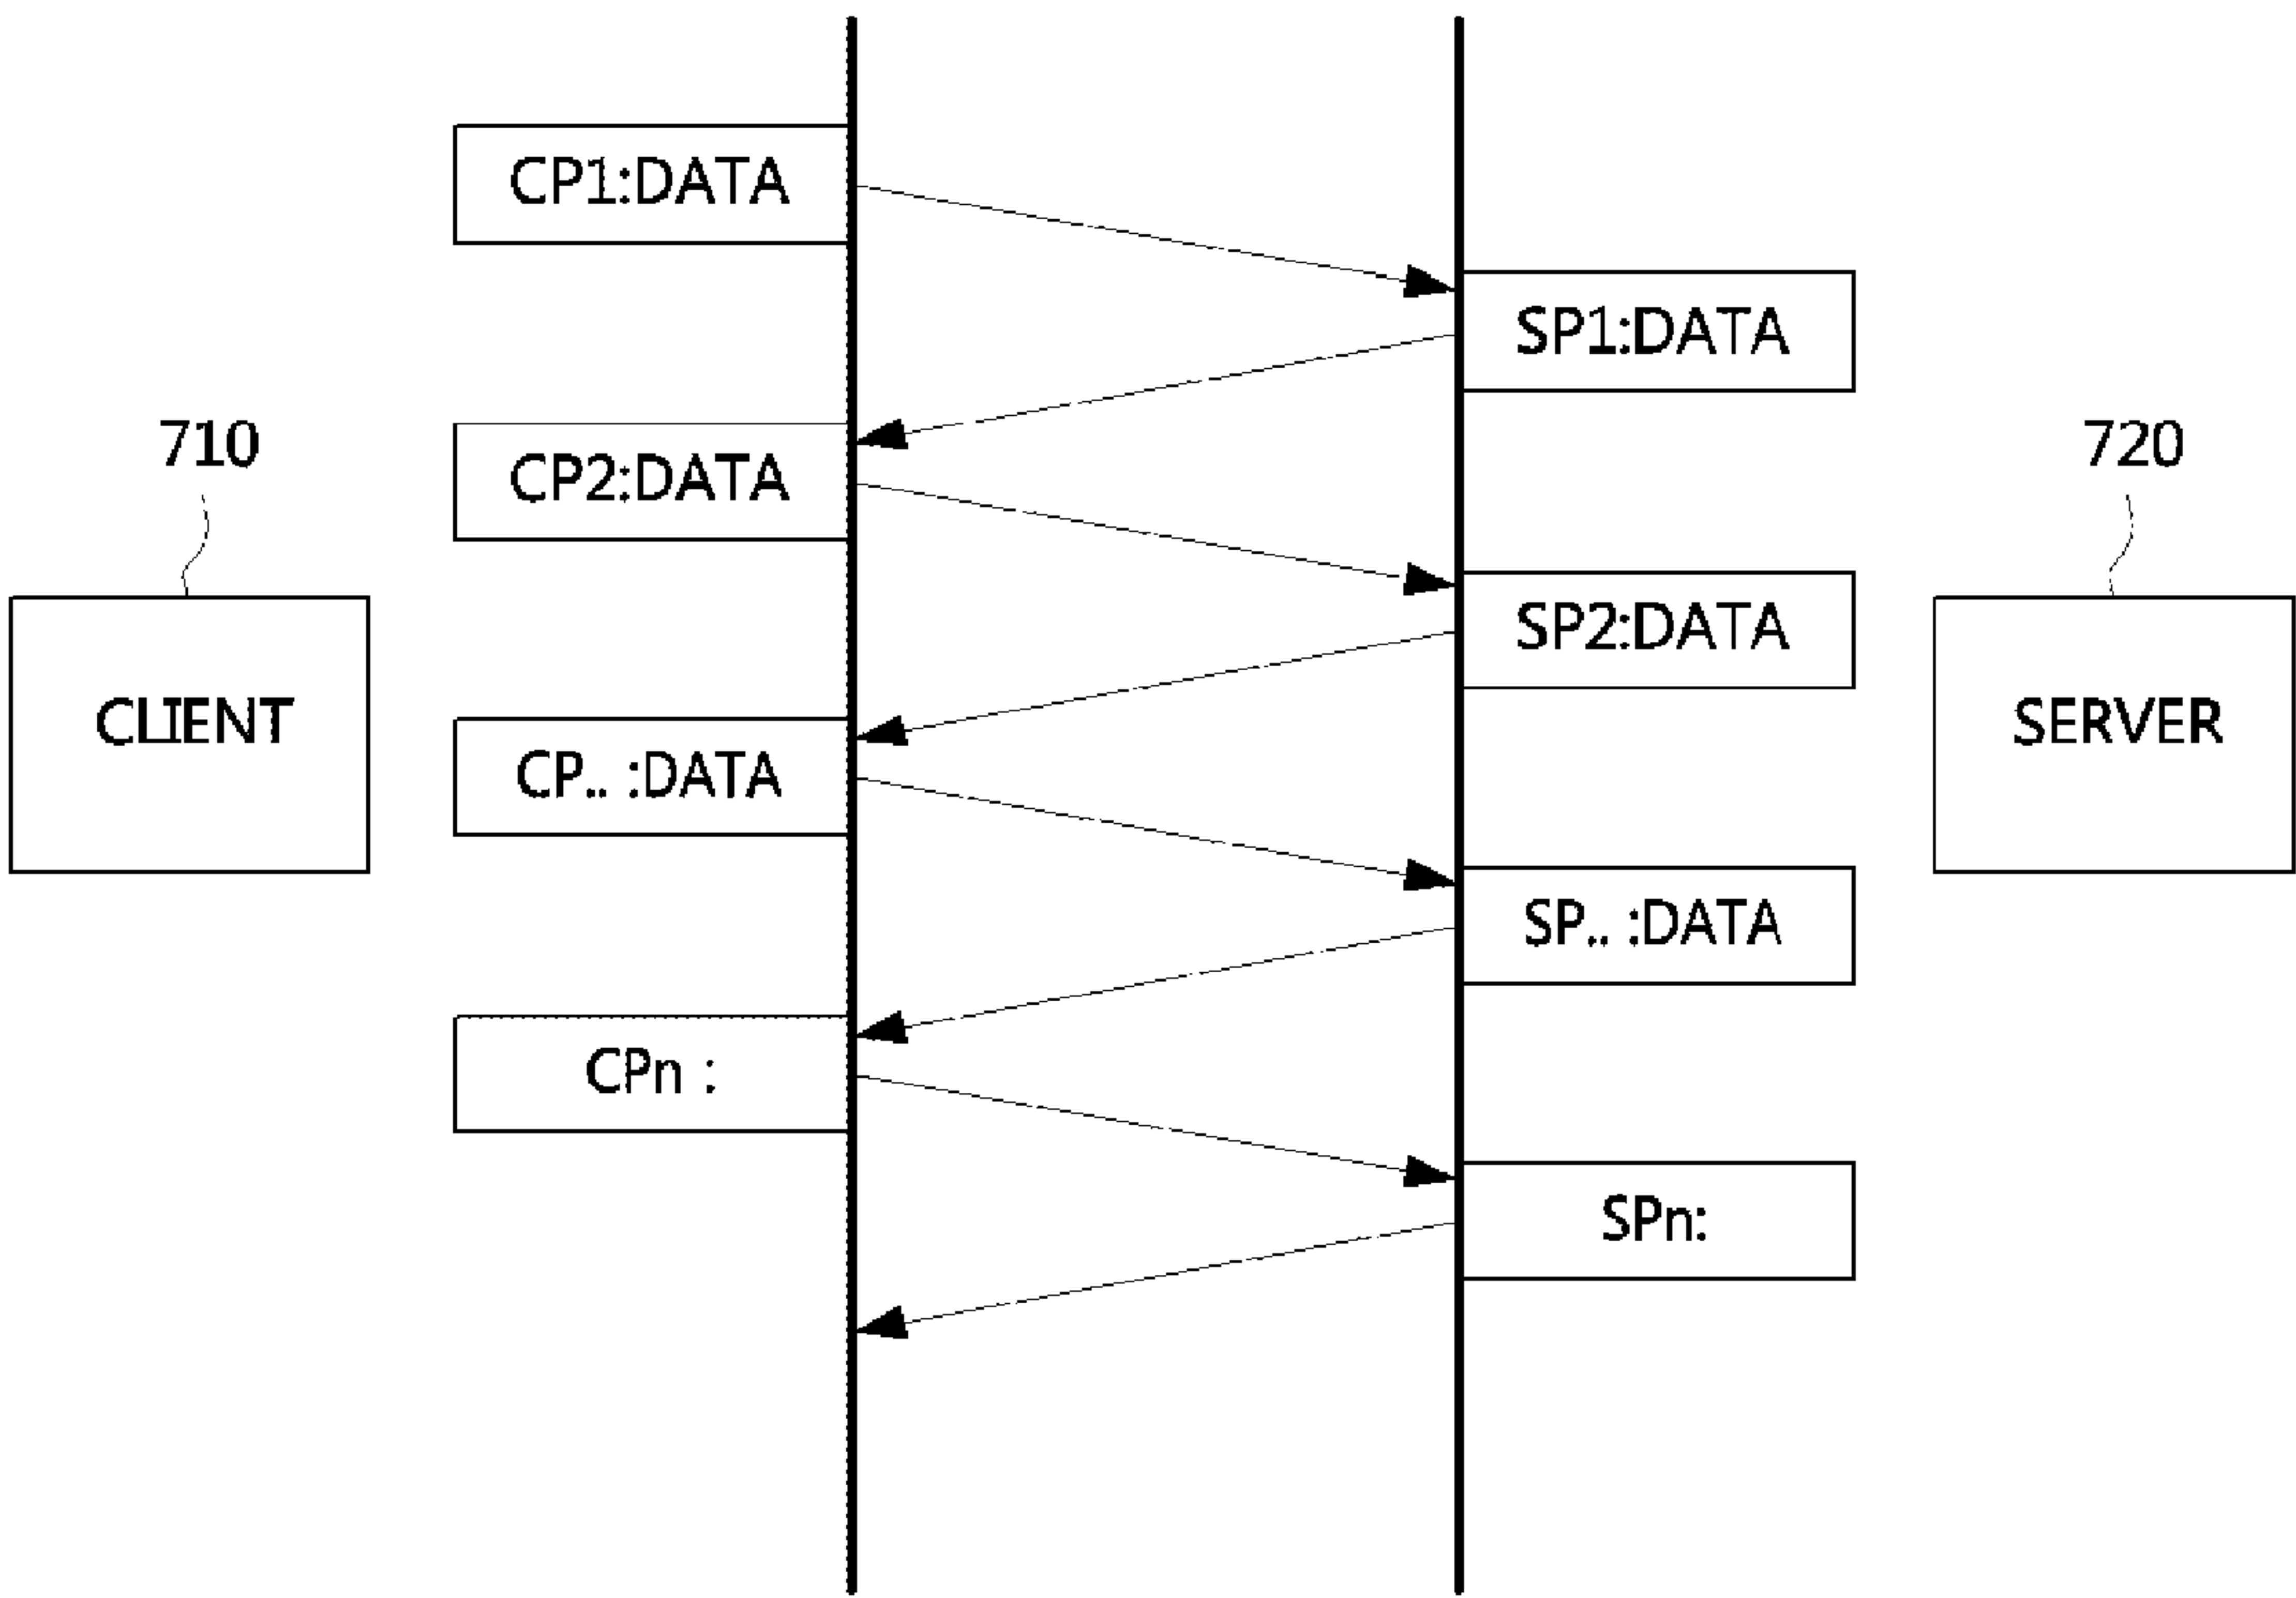 CP1:DATA
SP1:DATA
710
720
CP2:DATA
SP2:DATA
CLIENT
SERVER
CP.. :DATA
SP.. :DATA
CPn :
SPn: